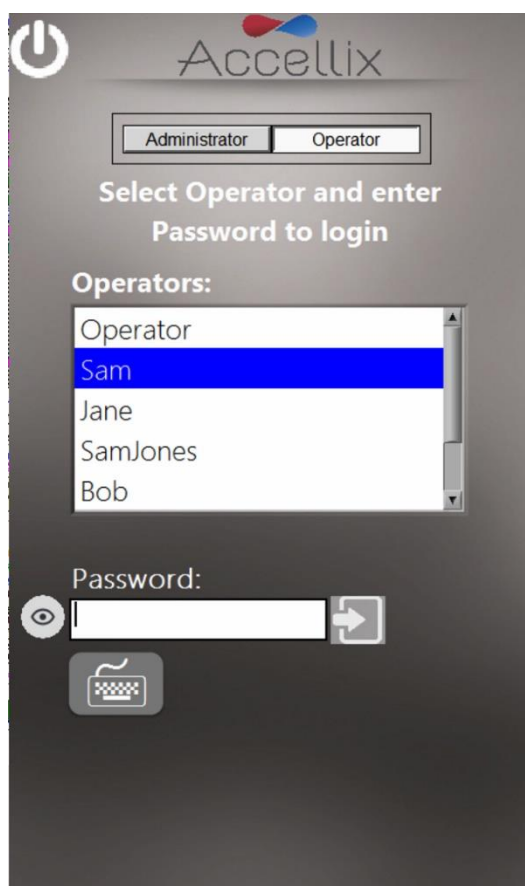 Accellix
Administrator Operator
Select Operator and enter
Password to login
Operators:
Operator
Sam
Jane
SamJones
Bob
Password: